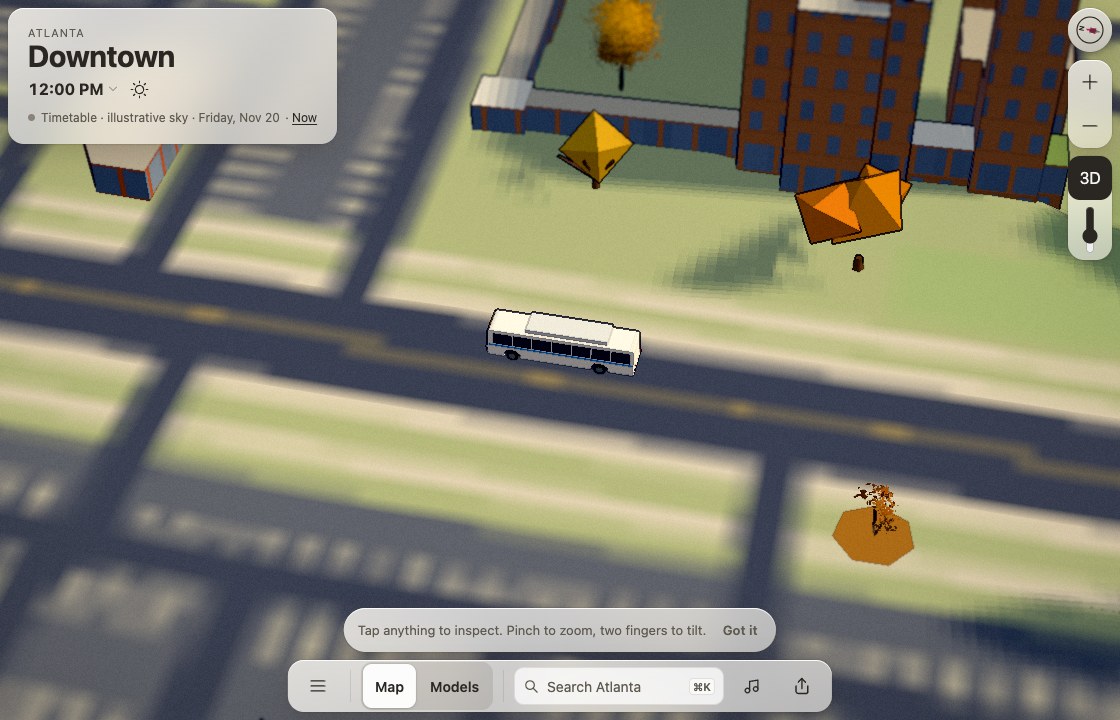 ATLANTA
Downtown
12:00 PM
Timetable · illustrative sky · Friday, Nov 20 · Now
N
+
−
3D
Tap anything to inspect. Pinch to zoom, two fingers to tilt. Got it
Map Models Search Atlanta ⌘K